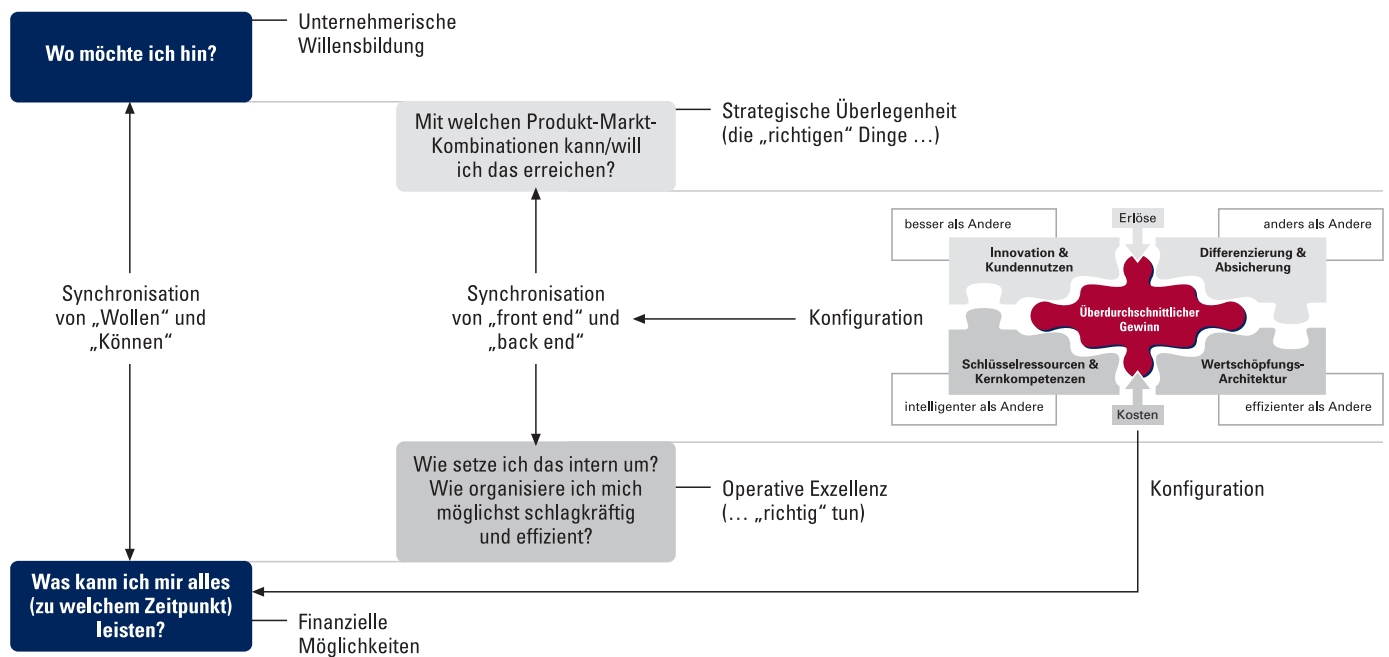 Wo möchte ich hin?
Unternehmerische
Willensbildung
Mit welchen Produkt-Markt-
Kombinationen kann/will
ich das erreichen?
Strategische Überlegenheit
(die „richtigen“ Dinge …)
Synchronisation
von „Wollen“ und
„Können“
Synchronisation
von „front end“ und
„back end“
Konfiguration
besser als Andere
Erlöse
anders als Andere
Innovation &
Kundennutzen
Differenzierung &
Absicherung
Überdurchschnittlicher
Gewinn
Schlüsselressourcen &
Kernkompetenzen
Wertschöpfungs-
Architektur
intelligenter als Andere
Kosten
effizienter als Andere
Wie setze ich das intern um?
Wie organisiere ich mich
möglichst schlagkräftig
und effizient?
Operative Exzellenz
(… „richtig“ tun)
Konfiguration
Was kann ich mir alles
(zu welchem Zeitpunkt)
leisten?
Finanzielle
Möglichkeiten